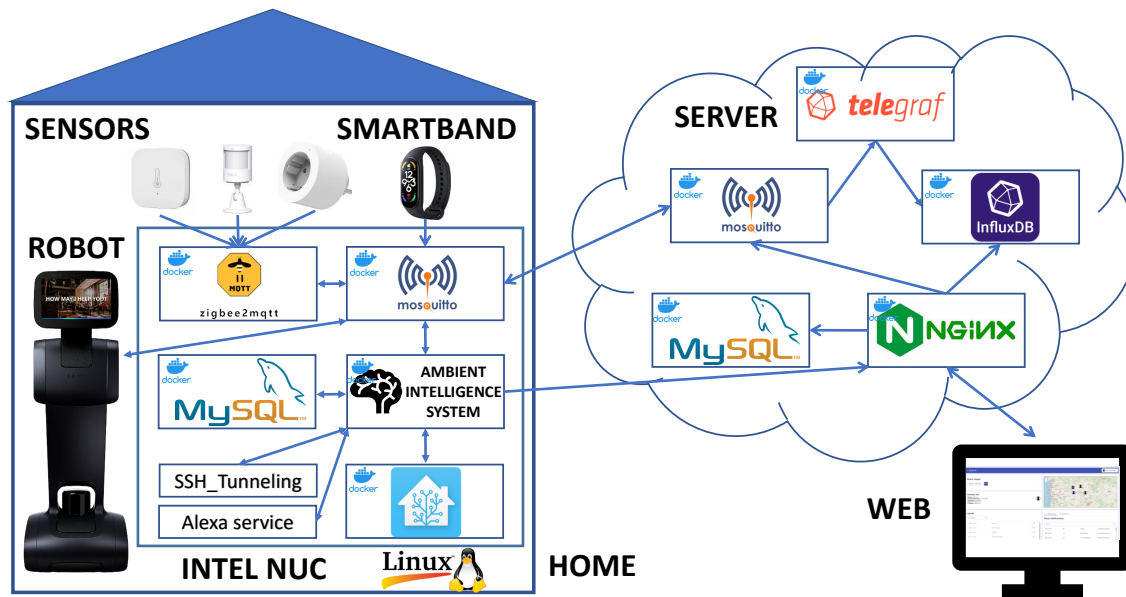 SENSORS
SMARTBAND
SERVER
docker
telegraf
ROBOT
docker
MQTT
zigbee2mqtt
docker
mosquitto
docker
mosquitto
docker
InfluxDB
HOW MAY I HELP YOU?
docker
MySQL
docker
AMBIENT
INTELLIGENCE
SYSTEM
docker
MySQL
docker
NGINX
SSH_Tunneling
Alexa service
docker
WEB
INTEL NUC
Linux
HOME